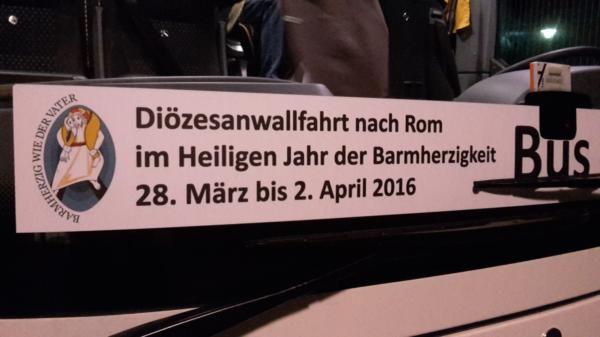 BARMHERZIG WIE DER VATER
Diözesanwallfahrt nach Rom
im Heiligen Jahr der Barmherzigkeit
28. März bis 2. April 2016
Bus